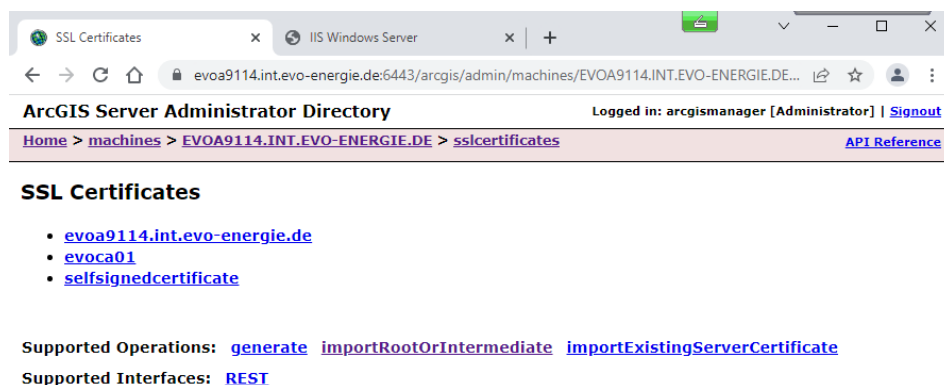 SSL Certificates
IIS Windows Server
evoa9114.int.evo-energie.de:6443/arcgis/admin/machines/EVOA9114.INT.EVO-ENERGIE.DE...
ArcGIS Server Administrator Directory
Logged in: arcgismanager [Administrator] | Signout
Home > machines > EVOA9114.INT.EVO-ENERGIE.DE > sslcertificates
API Reference
SSL Certificates
evoa9114.int.evo-energie.de
evoca01
selfsignedcertificate
Supported Operations: generate importRootOrIntermediate importExistingServerCertificate
Supported Interfaces: REST